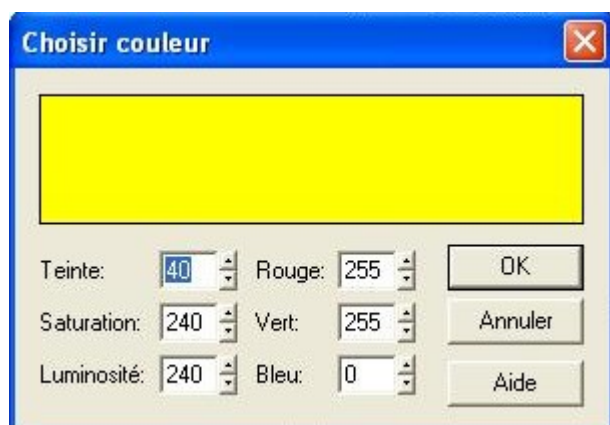 Choisir couleur
Teinte: 40 Rouge: 255 OK
Saturation: 240 Vert: 255 Annuler
Luminosité: 240 Bleu: 0 Aide